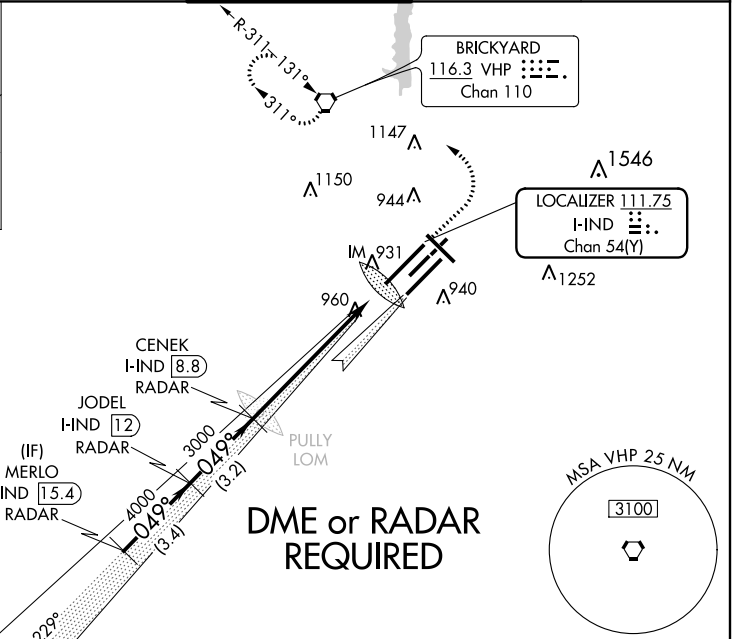 R-311
131°
311°
BRICKYARD
116.3 VHP
Chan 110
1147
1150
944
1546
LOCALIZER 111.75
I-IND
Chan 54(Y)
IM
931
1252
960
940
CENEK
I-IND 8.8
RADAR
JODEL
I-IND 12
RADAR
PULLY
LOM
3000
049°
(3.2)
(IF)
MERLO
IND 15.4
RADAR
4000
049°
(3.4)
DME or RADAR
REQUIRED
MSA VHP 25 NM
3100
229°